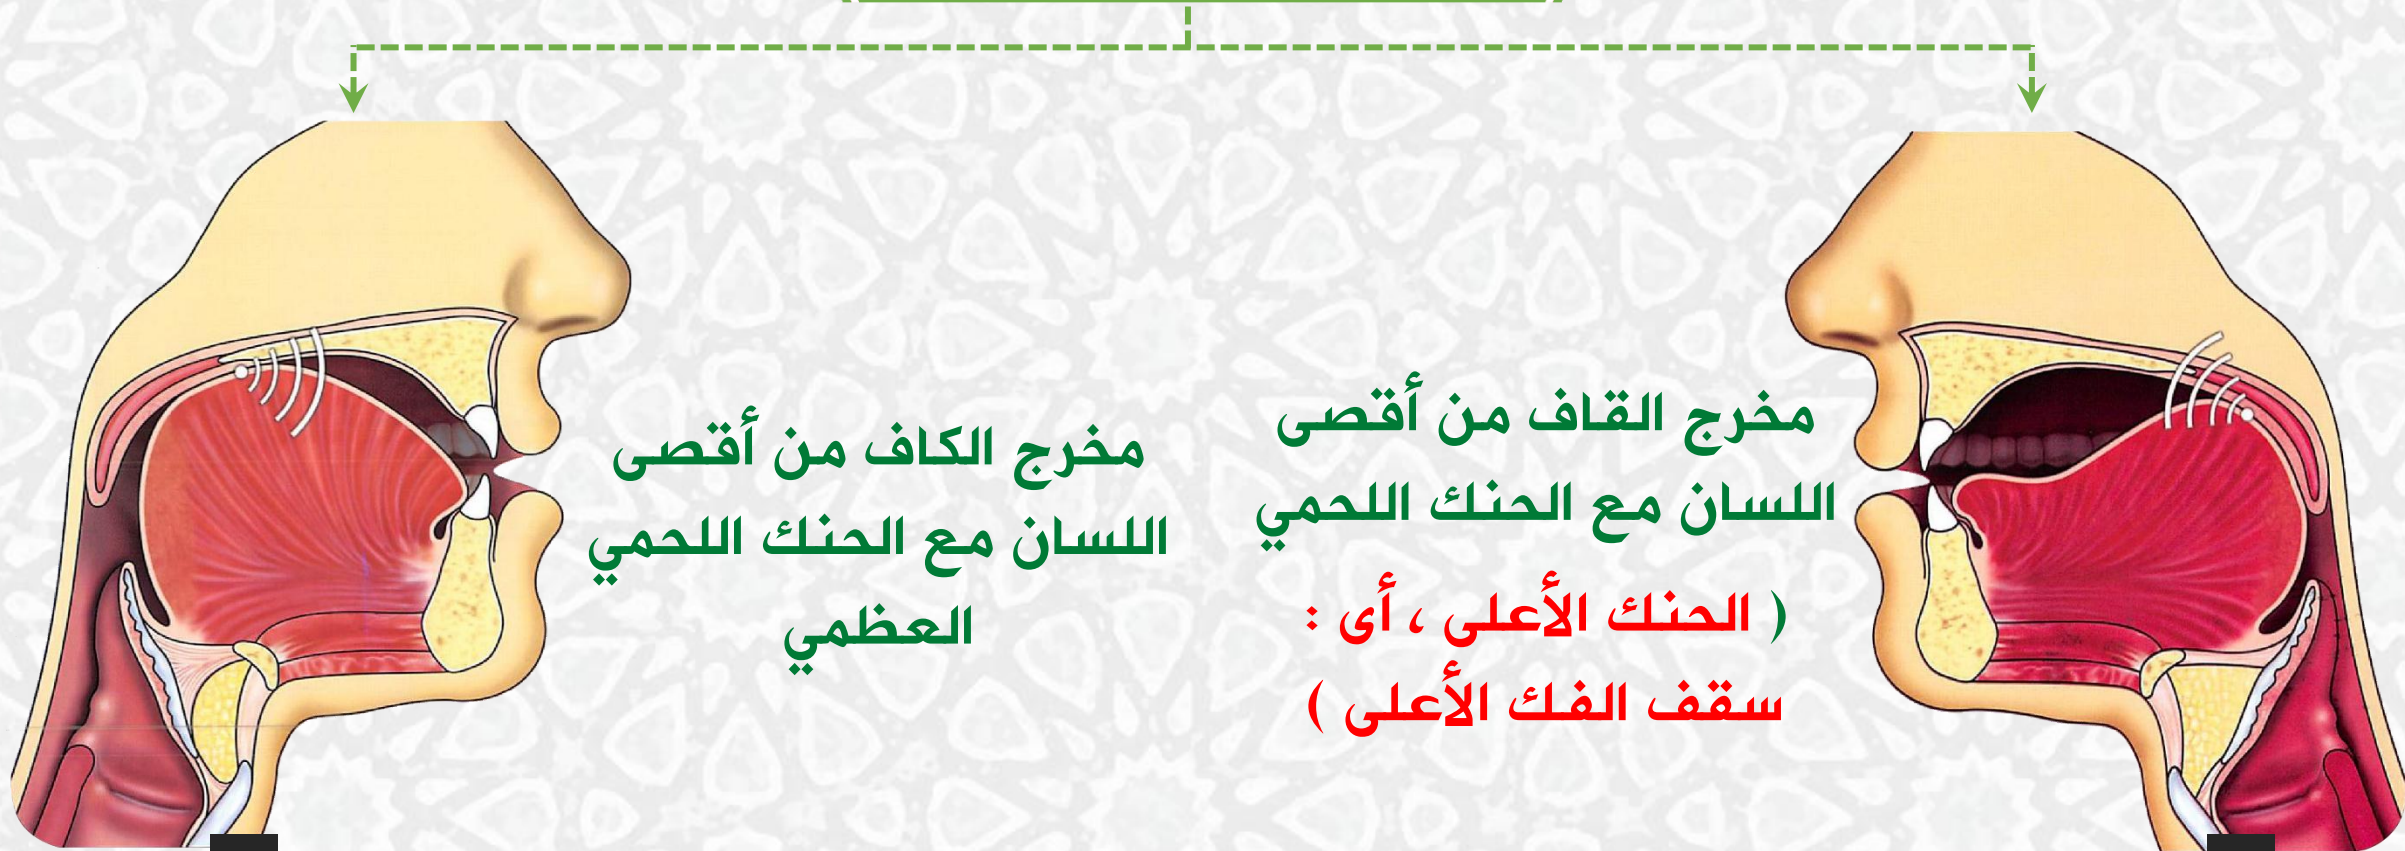 مخرج القاف من أقصى
اللسان مع الحنك اللحمي
( الحنك الأعلى ، أى :
سقف الفك الأعلى )
مخرج الكاف من أقصى
اللسان مع الحنك اللحمي
العظمي